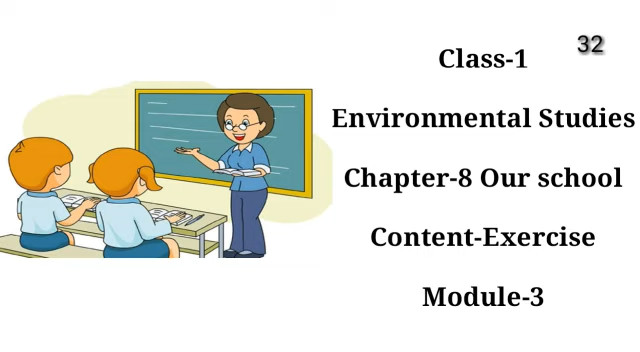 32
Class-1
Environmental Studies
Chapter-8 Our school
Content-Exercise
Module-3